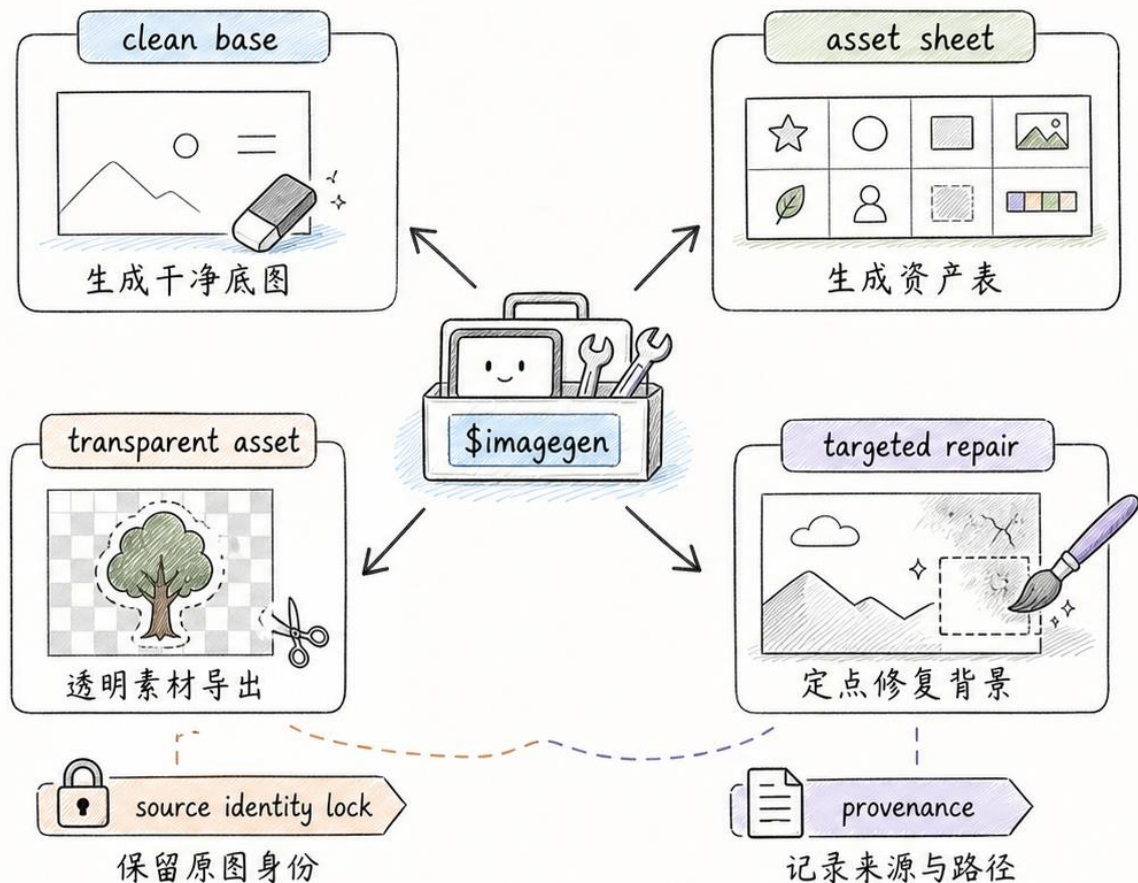 clean base
生成干净底图
asset sheet
生成资产表
$imagegen
transparent asset
透明素材导出
targeted repair
定点修复背景
source identity lock
保留原图身份
provenance
记录来源与路径